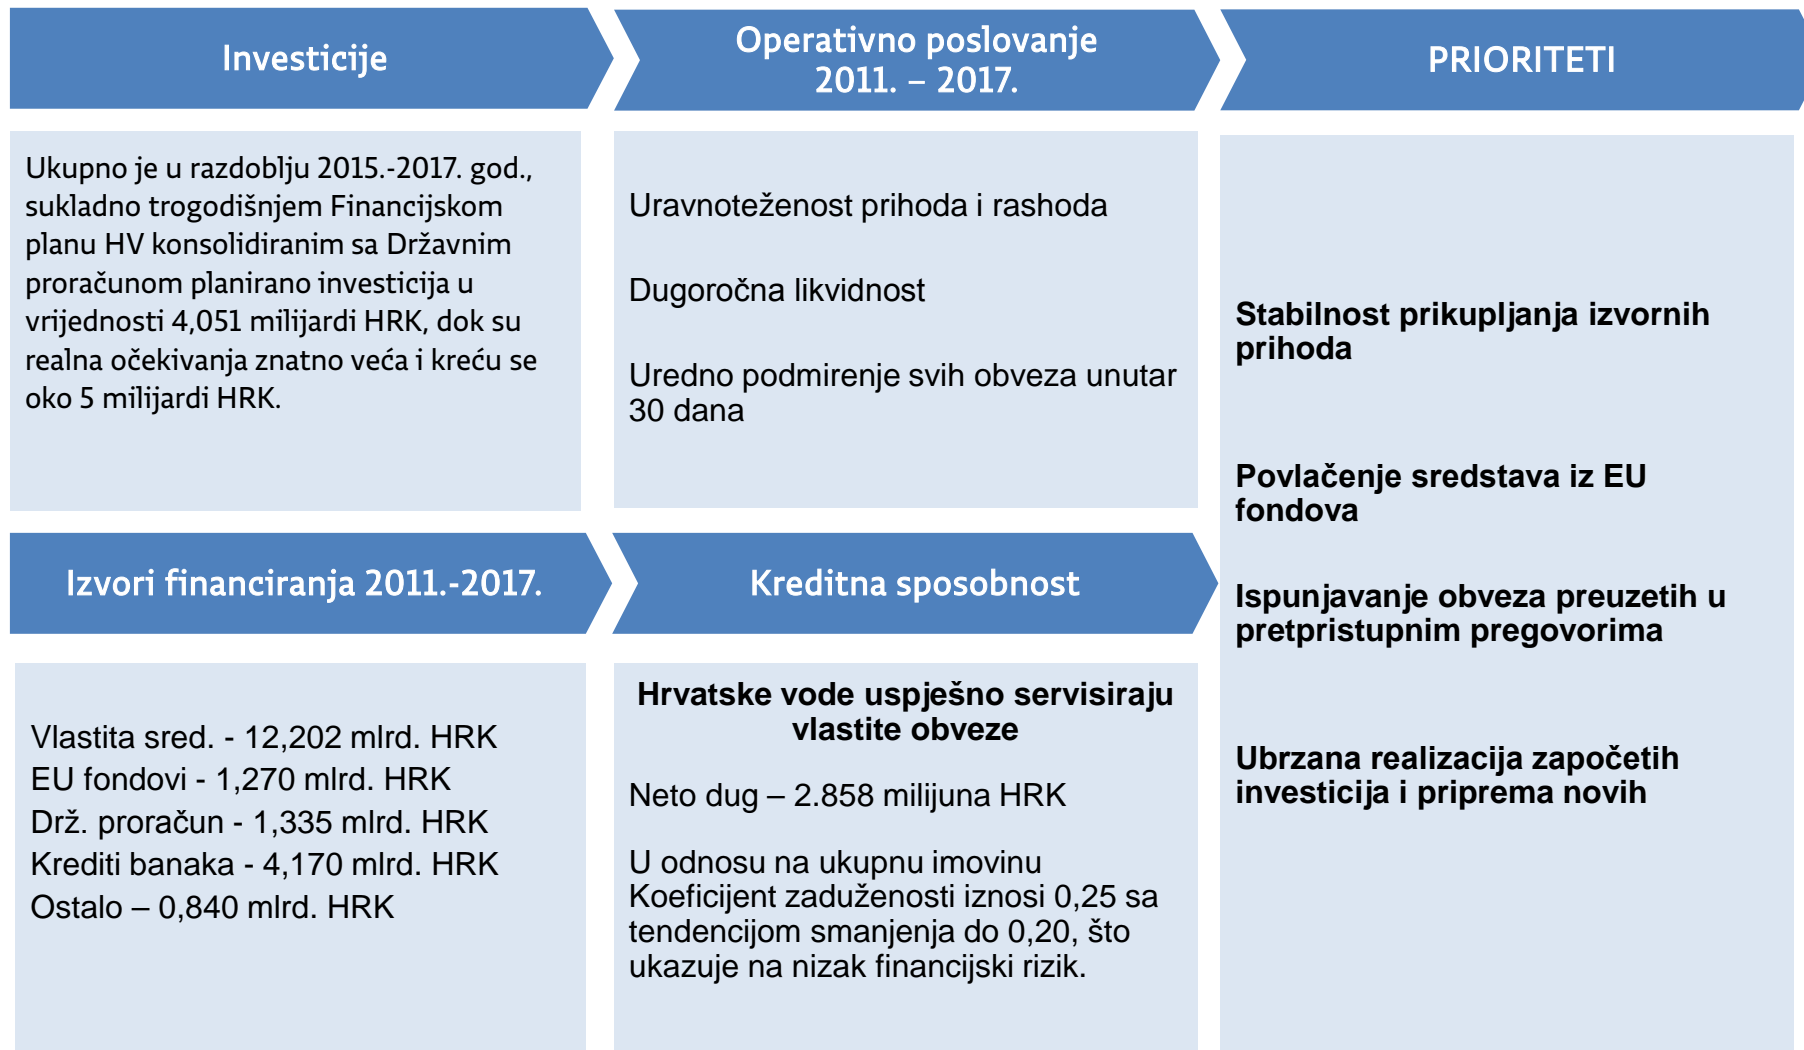 Investicije
Ukupno je u razdoblju 2015.-2017. god.,
sukladno trogodišnjem Financijskom
planu HV konsolidiranim sa Državnim
proračunom planirano investicija u
vrijednosti 4,051 milijardi HRK, dok su
realna očekivanja znatno veća i kreću se
oko 5 milijardi HRK.
Operativno poslovanje
2011. – 2017.
Uravnoteženost prihoda i rashoda
Dugoročna likvidnost
Uredno podmirenje svih obveza unutar
30 dana
PRIORITETI
Stabilnost prikupljanja izvornih
prihoda
Povlačenje sredstava iz EU
fondova
Ispunjavanje obveza preuzetih u
pretpristupnim pregovorima
Ubrzana realizacija započetih
investicija i priprema novih
Izvori financiranja 2011.-2017.
Vlastita sred. - 12,202 mlrd. HRK
EU fondovi - 1,270 mlrd. HRK
Drž. proračun - 1,335 mlrd. HRK
Krediti banaka - 4,170 mlrd. HRK
Ostalo – 0,840 mlrd. HRK
Kreditna sposobnost
Hrvatske vode uspješno servisiraju
vlastite obveze
Neto dug – 2.858 milijuna HRK
U odnosu na ukupnu imovinu
Koeficijent zaduženosti iznosi 0,25 sa
tendencijom smanjenja do 0,20, što
ukazuje na nizak financijski rizik.